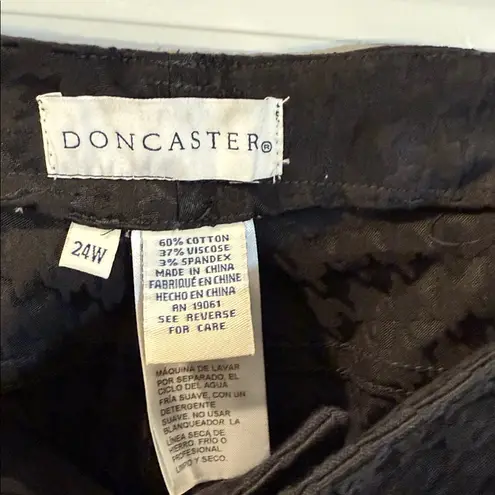 DONCASTER®
24W
60% COTTON
37% VISCOSE
3% SPANDEX
MADE IN CHINA
FABRIQUÉ EN CHINE
HECHO EN CHINA
RN 19061
SEE REVERSE
FOR CARE
MÁQUINA DE LAVAR
POR SEPARADO, EL
CICLO DEL AGUA
FRÍA SUAVE, CON UN
DETERGENTE
SUAVE, NO USAR
BLANQUEADOR. LA
LÍNEA SECA, DE
HIERRO, FRÍO O
PROFESIONAL
LIMPIO Y SECO.